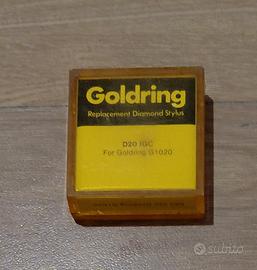 Goldring
Replacement Diamond Stylus
D20 IGC
For Goldring G1020
subito